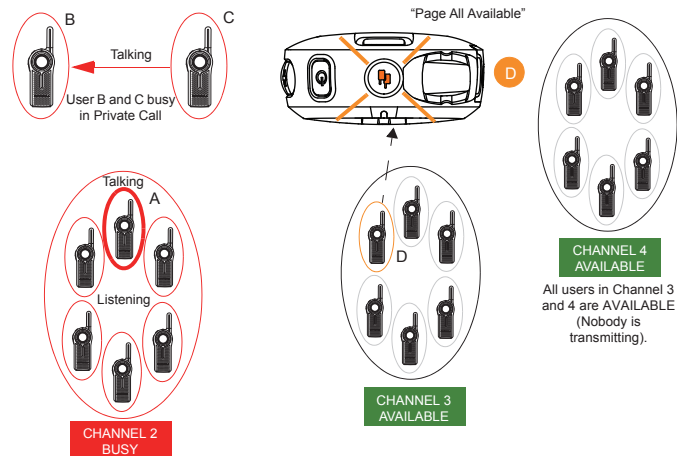 B
C
Talking
User B and C busy
in Private Call
“Page All Available”
D
Talking
A
Listening
CHANNEL 2
BUSY
D
CHANNEL 3
AVAILABLE
CHANNEL 4
AVAILABLE
All users in Channel 3
and 4 are AVAILABLE
(Nobody is
transmitting).